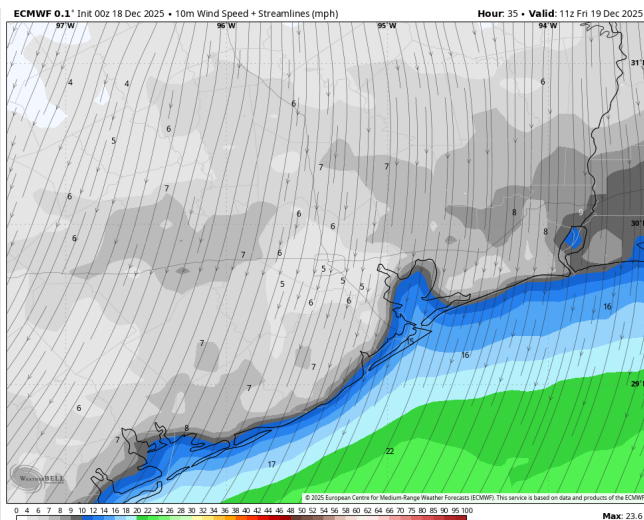 ECMWF 0.1° Init 00z 18 Dec 2025 • 10m Wind Speed + Streamlines (mph) Hour: 35 • Valid: 11z Fri 19 Dec 2025
97°W 96°W 95°W 94°W
31°N
4 4 6
6
5 6
7 7
7
6
6 8 9
6 6 8 30°N
7 6
5 5
5 6 6 5
16
15
7 16
7
7 29°N
6
8
7
22
17
WeatherBELL
© 2025 European Centre for Medium-Range Weather Forecasts (ECMWF). This service is based on data and products of the ECMWF
0 4 6 7 8 9 10 12 14 16 18 20 22 24 26 28 30 32 34 36 38 40 42 44 46 48 50 52 54 56 58 60 65 70 75 80 85 90 95 100
Max: 23.6